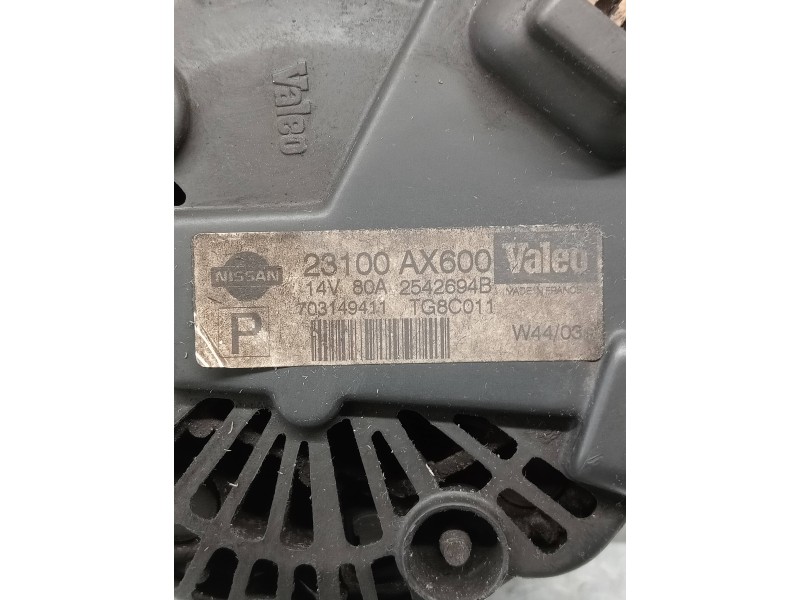 Valeo
NISSAN
23100 AX600
Valeo
14V 80A 2542694B
MADE IN FRANCE
703149411 TG8C011
P
W44/03